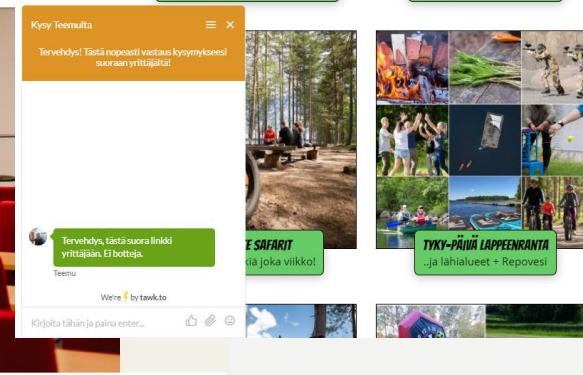 Kysy Teemulta
Tervehdys! Tästä nopeasti vastaus kysymykseesi
suoraan yrittäjältä!
Tervehdys, tästä suora linkki
yrittäjään. Ei botteja.
Teemu
We're by tawk.to
Kirjoita tähän ja paina enter...
SAFARIT
joka viikko!
TYKY-PÄIVÄ LAPPEENRANTA
..ja lähialueet + Repovesi